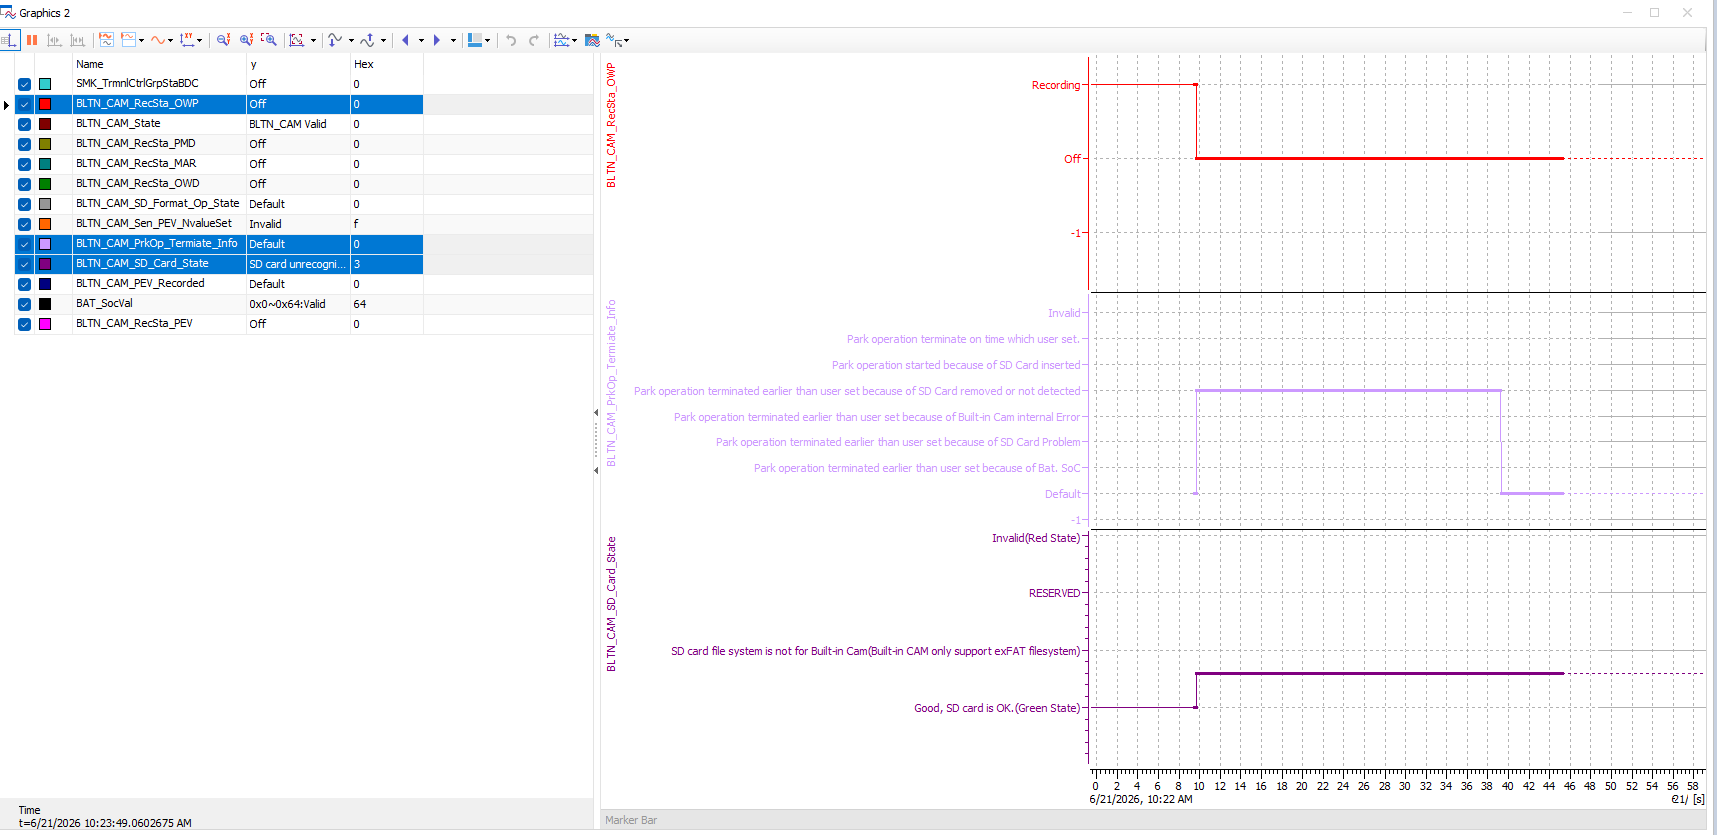 Graphics 2
Name y Hex
SMK_TrmnlCtrlGrpStaBDC Off 0
BLTN_CAM_RecSta_OWP Off 0
BLTN_CAM_State BLTN_CAM Valid 0
BLTN_CAM_RecSta_PMD Off 0
BLTN_CAM_RecSta_MAR Off 0
BLTN_CAM_RecSta_OWD Off 0
BLTN_CAM_SD_Format_Op_State Default 0
BLTN_CAM_Sen_PEV_NvalueSet Invalid f
BLTN_CAM_PrkOp_Termiate_Info Default 0
BLTN_CAM_SD_Card_State SD card unrecogni... 3
BLTN_CAM_PEV_Recorded Default 0
BAT_SocVal 0x0~0x64:Valid 64
BLTN_CAM_RecSta_PEV Off 0
Time
t=6/21/2026 10:23:49.0602675 AM
BLTN_CAM_RecSta_OWP
Recording
Off
-1
BLTN_CAM_PrkOp_Termiate_Info
Invalid
Park operation terminate on time which user set.
Park operation started because of SD Card inserted
Park operation terminated earlier than user set because of SD Card removed or not detected
Park operation terminated earlier than user set because of Built-in Cam internal Error
Park operation terminated earlier than user set because of SD Card Problem
Park operation terminated earlier than user set because of Bat. SoC
Default
-1
BLTN_CAM_SD_Card_State
Invalid(Red State)
RESERVED
SD card file system is not for Built-in Cam(Built-in CAM only support exFAT filesystem)
Good, SD card is OK.(Green State)
0 2 4 6 8 10 12 14 16 18 20 22 24 26 28 30 32 34 36 38 40 42 44 46 48 50 52 54 56 58
6/21/2026, 10:22 AM 21/ [s]
Marker Bar